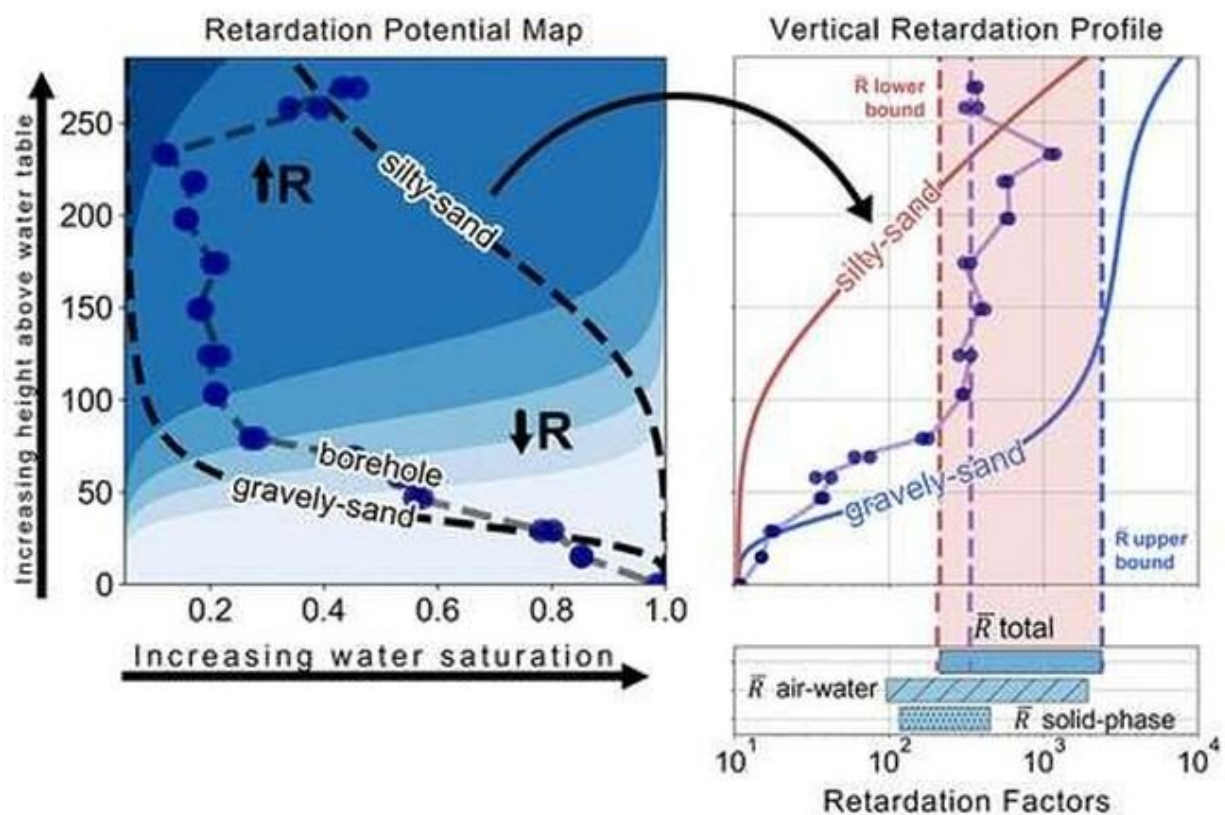 Retardation Potential Map
Vertical Retardation Profile
Increasing height above water table
250
200
150
100
50
0
↑R
silty-sand
↓R
borehole
gravely-sand
0.2
0.4
0.6
0.8
1.0
Increasing water saturation
R̄ lower
bound
silty-sand
gravely-sand
R̄ upper
bound
R̄ total
R̄ air-water
R̄ solid-phase
10¹
10²
10³
10⁴
Retardation Factors